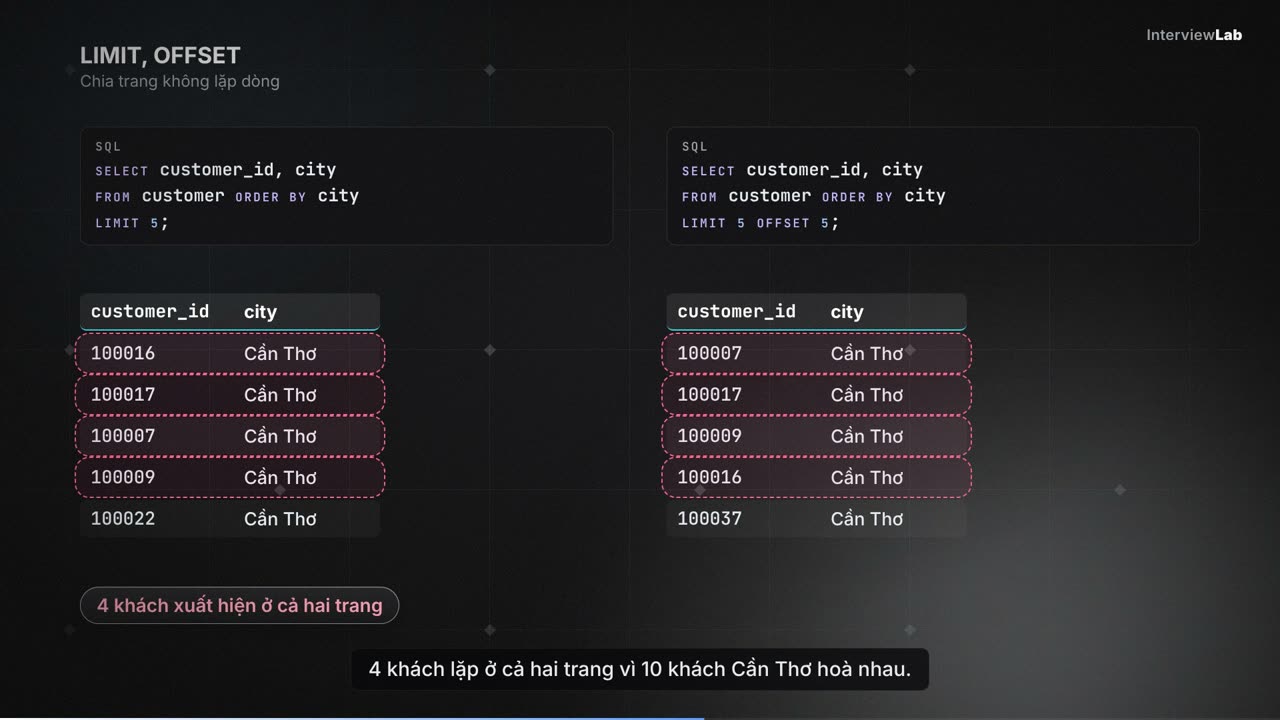 LIMIT, OFFSET
Chia trang không lặp dòng
InterviewLab
SQL
SELECT customer_id, city
FROM customer ORDER BY city
LIMIT 5;
SQL
SELECT customer_id, city
FROM customer ORDER BY city
LIMIT 5 OFFSET 5;
customer_id city
100016 Cần Thơ
100017 Cần Thơ
100007 Cần Thơ
100009 Cần Thơ
100022 Cần Thơ
customer_id city
100007 Cần Thơ
100017 Cần Thơ
100009 Cần Thơ
100016 Cần Thơ
100037 Cần Thơ
4 khách xuất hiện ở cả hai trang
4 khách lặp ở cả hai trang vì 10 khách Cần Thơ hoà nhau.